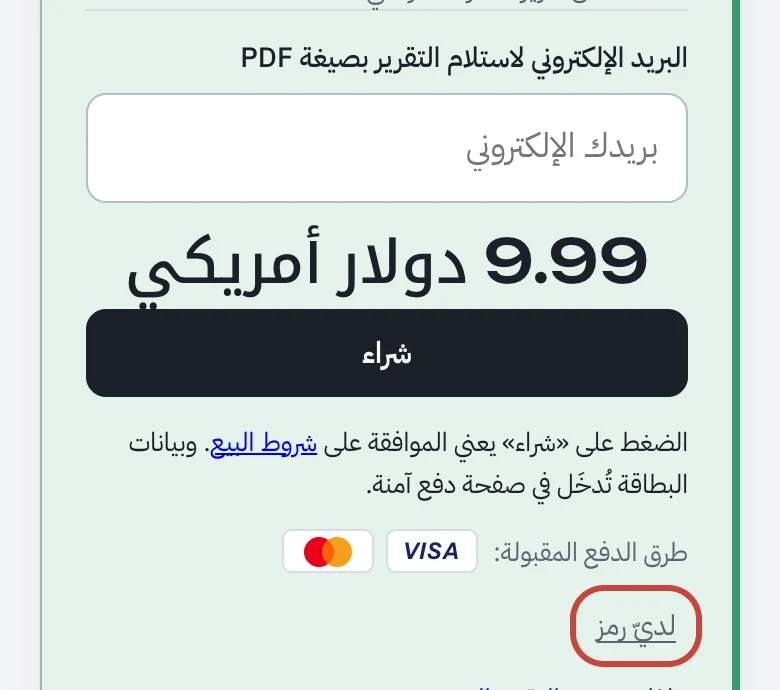 البريد الإلكتروني لاستلام التقرير بصيغة PDF
بريدك الإلكتروني
9.99 دولار أمريكي
شراء
الضغط على «شراء» يعني الموافقة على شروط البيع. وبيانات
البطاقة تُدخَل في صفحة دفع آمنة.
طرق الدفع المقبولة: VISA
لديّ رمز